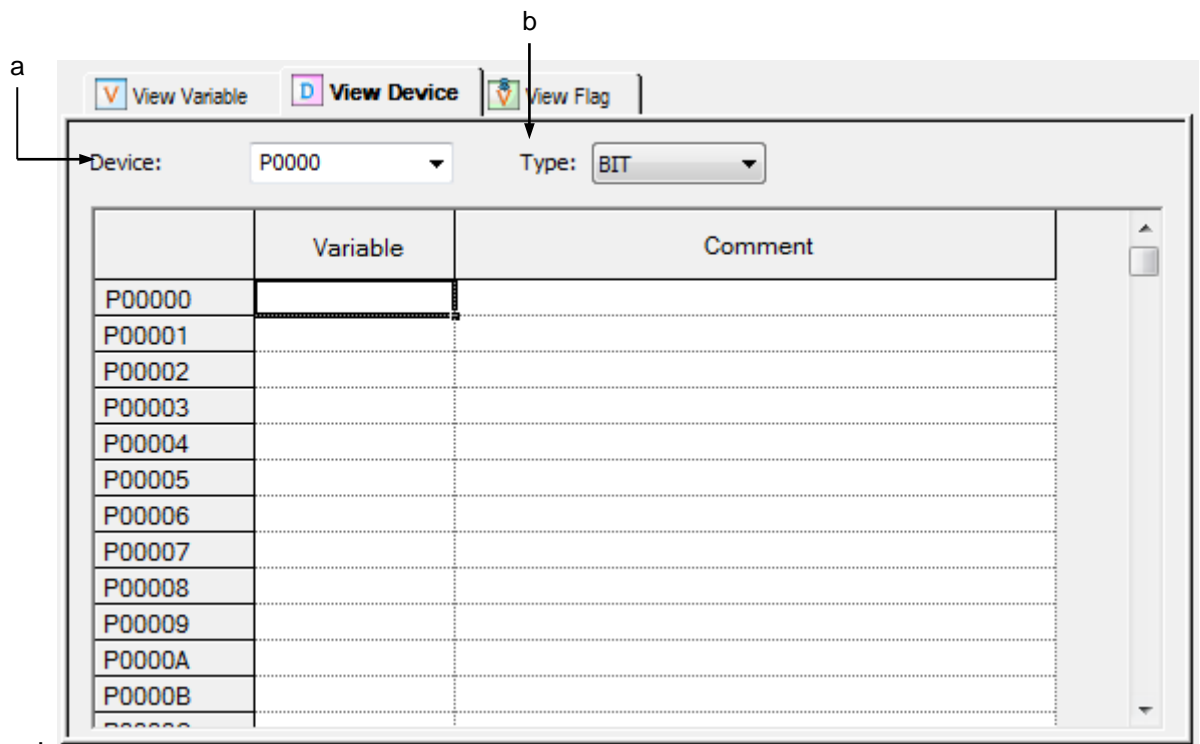 b
a
View Variable View Device View Flag
Device: P0000 Type: BIT
Variable Comment
P00000
P00001
P00002
P00003
P00004
P00005
P00006
P00007
P00008
P00009
P0000A
P0000B